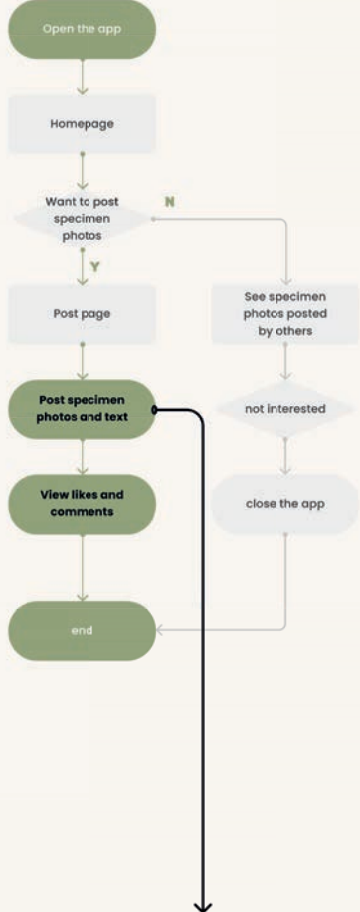 Open the app
Homepage
Want to post
specimen
photos
N
Y
Post page
See specimen
photos posted
by others
Post specimen
photos and text
not interested
View likes and
comments
close the app
end